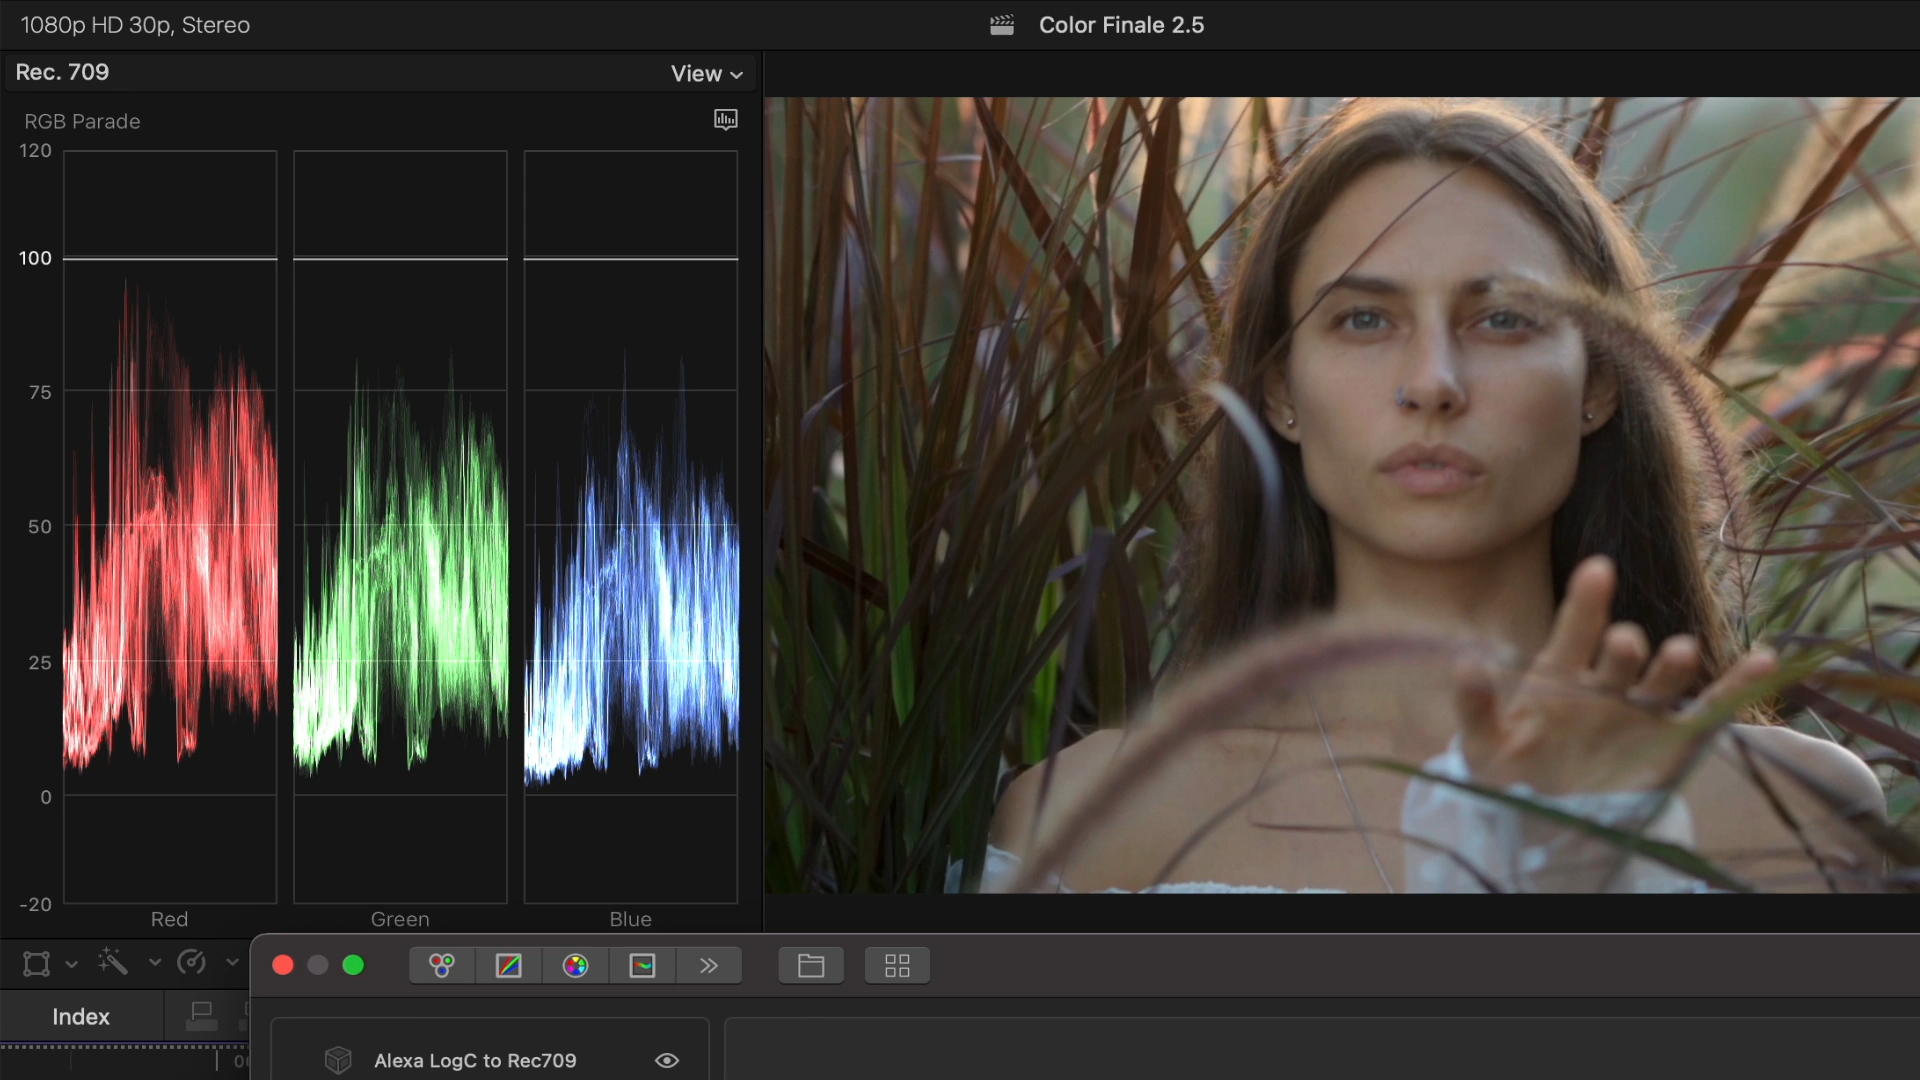 1080p HD 30p, Stereo
Color Finale 2.5
Rec. 709
View
RGB Parade
120
100
75
50
25
0
-20
Red Green Blue
Index
Alexa LogC to Rec709